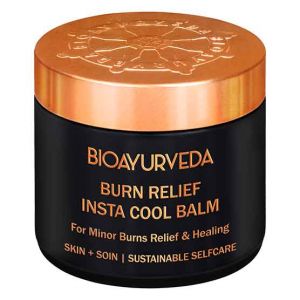 BIOAYURVEDA
BURN RELIEF
INSTA COOL BALM
For Minor Burns Relief & Healing
SKIN + SOIN | SUSTAINABLE SELFCARE